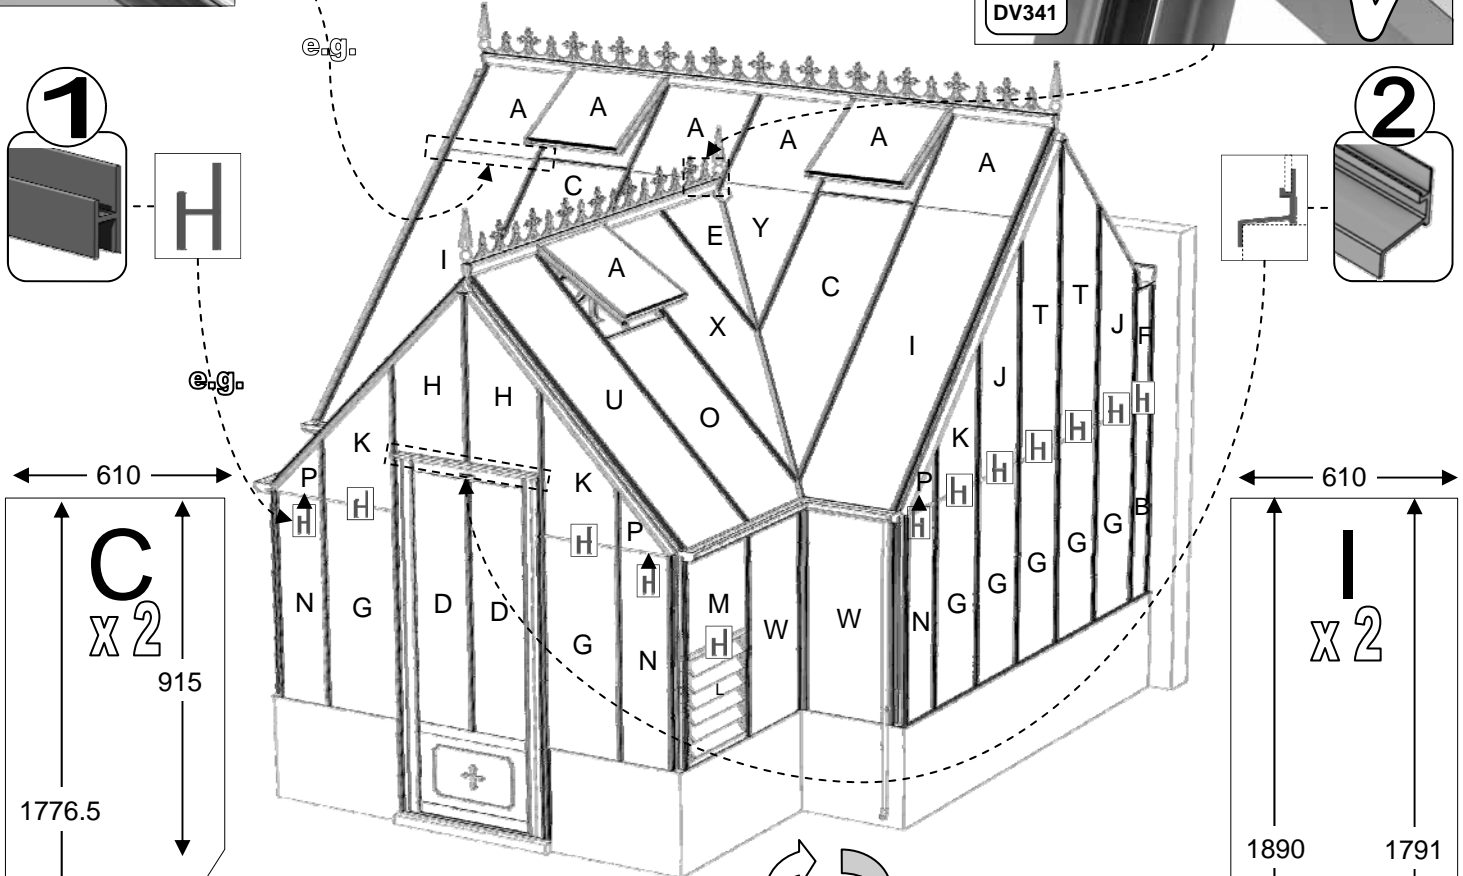 DV341
e.g.
1
2
A
A
A
A
A
A
C
E
Y
I
A
C
T
T
J
F
X
I
J
H
H
U
O
e.g.
K
K
K
P
P
P
610
610
C
x 2
915
1776.5
N
G
D
D
G
N
M
L
W
W
N
G
G
G
G
G
B
I
x 2
1890
1791